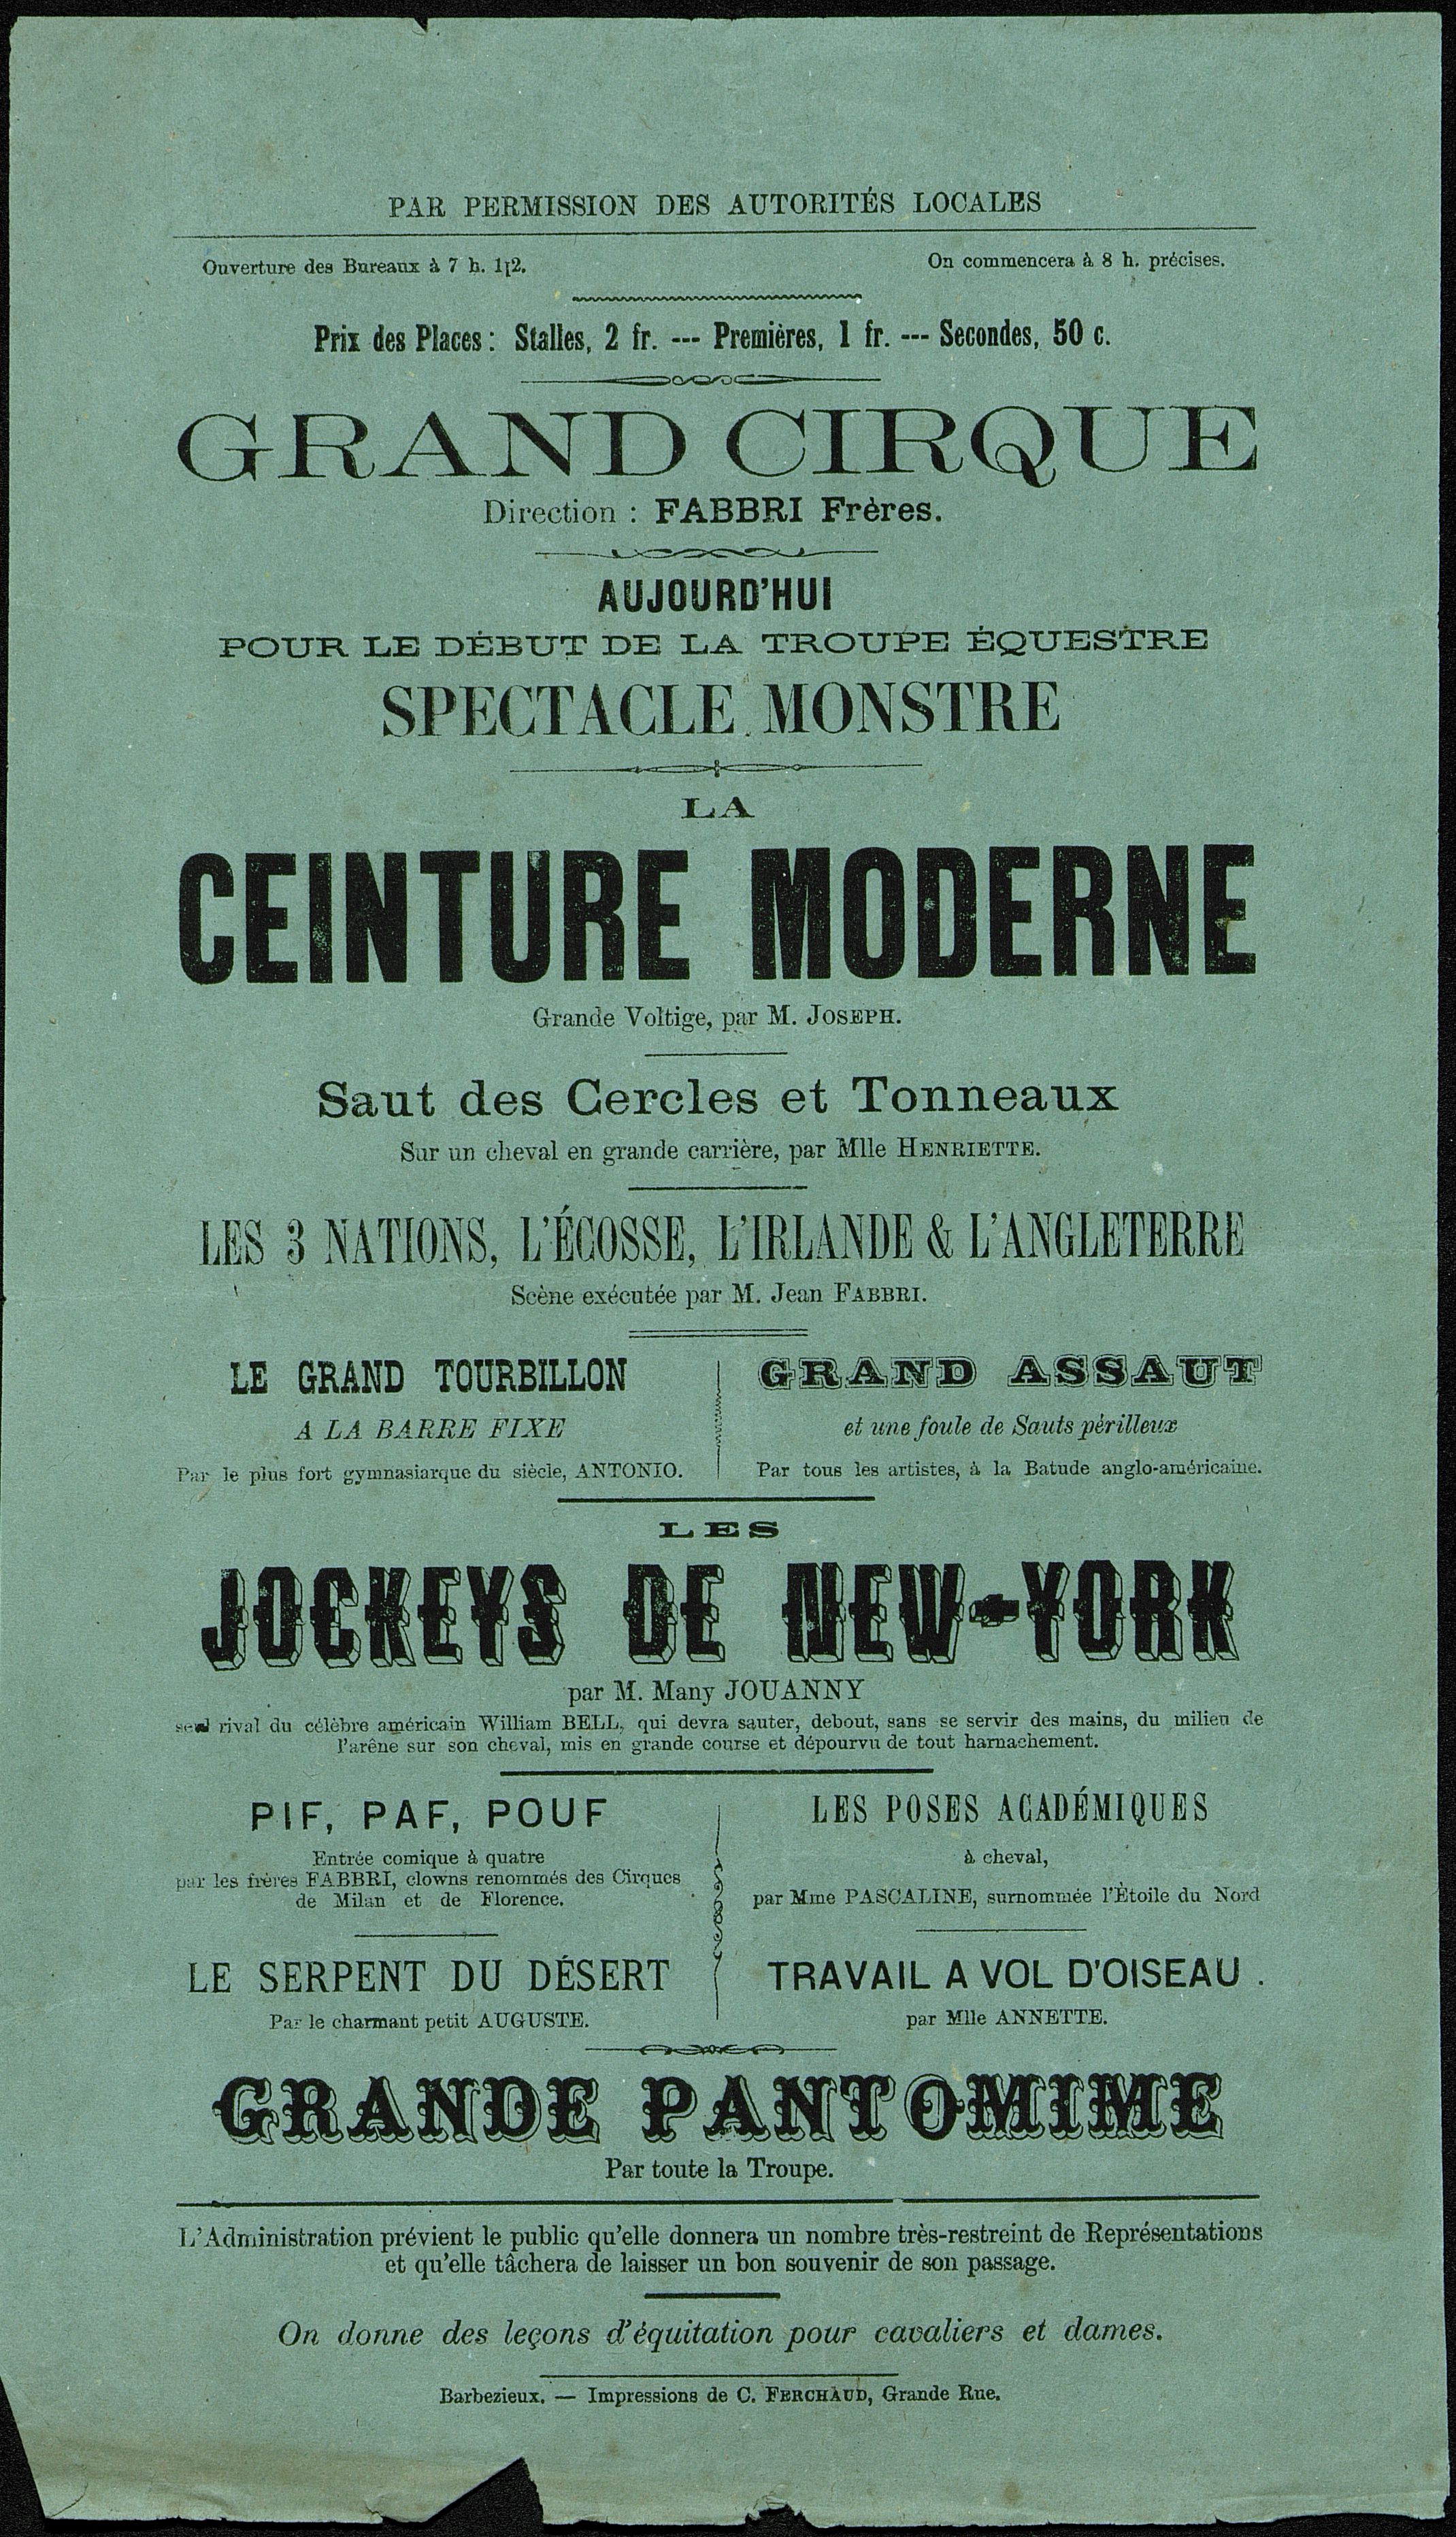 PAR PERMISSION DES AUTORITÉS LOCALES
Ouverture des Bureaux à 7 h. 1|2.
On commencera à 8 h. précises.
Prix des Places : Stalles, 2 fr. --- Premières, 1 fr. --- Secondes, 50 c.
GRAND CIRQUE
Direction : FABBRI Frères.
AUJOURD'HUI
POUR LE DÉBUT DE LA TROUPE ÉQUESTRE
SPECTACLE MONSTRE
LA
CEINTURE MODERNE
Grande Voltige, par M. JOSEPH.
Saut des Cercles et Tonneaux
Sur un cheval en grande carrière, par Mlle HENRIETTE.
LES 3 NATIONS, L'ÉCOSSE, L'IRLANDE & L'ANGLETERRE
Scène exécutée par M. Jean FABBRI.
LE GRAND TOURBILLON
A LA BARRE FIXE
Par le plus fort gymnasiarque du siècle, ANTONIO.
GRAND ASSAUT
et une foule de Sauts pèrilleux
Par tous les artistes, à la Batude anglo-américaine.
LES
JOCKEYS DE NEW-YORK
par M. Many JOUANNY
seul rival du célèbre américain William BELL, qui devra sauter, debout, sans se servir des mains, du milieu de
l'arêne sur son cheval, mis en grande course et dépourvu de tout harnachement.
PIF, PAF, POUF
Entrée comique à quatre
par les frères FABBRI, clowns renommés des Cirques
de Milan et de Florence.
LE SERPENT DU DÉSERT
Par le charmant petit AUGUSTE.
LES POSES ACADÉMIQUES
à cheval,
par Mme PASCALINE, surnommée l'Ètoile du Nord
TRAVAIL A VOL D'OISEAU .
par Mlle ANNETTE.
GRANDE PANTOMIME
Par toute la Troupe.
L'Administration prévient le public qu'elle donnera un nombre très-restreint de Représentations
et qu'elle tâchera de laisser un bon souvenir de son passage.
On donne des leçons d'équitation pour cavaliers et dames.
Barbezieux. — Impressions de C. FERCHAUD, Grande Rue.